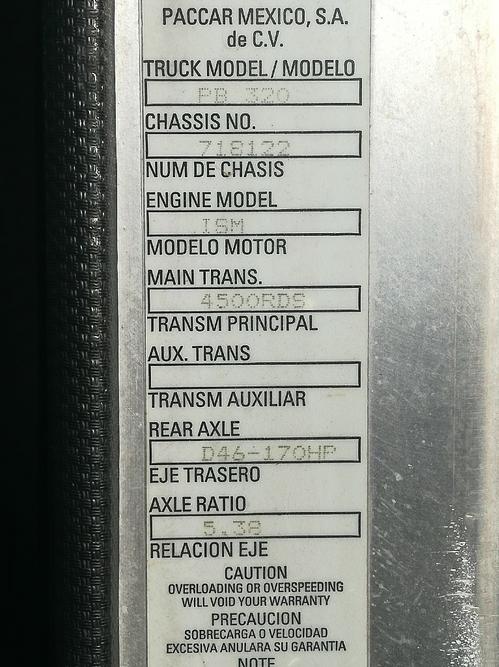 PACCAR MEXICO, S.A.
de C.V.
TRUCK MODEL / MODELO
PB 320
CHASSIS NO.
718122
NUM DE CHASIS
ENGINE MODEL
ISM
MODELO MOTOR
MAIN TRANS.
4500RDS
TRANSM PRINCIPAL
AUX. TRANS
TRANSM AUXILIAR
REAR AXLE
D46-170HP
EJE TRASERO
AXLE RATIO
5.38
RELACION EJE
CAUTION
OVERLOADING OR OVERSPEEDING
WILL VOID YOUR WARRANTY
PRECAUCION
SOBRECARGA O VELOCIDAD
EXCESIVA ANULARA SU GARANTIA
NOTE